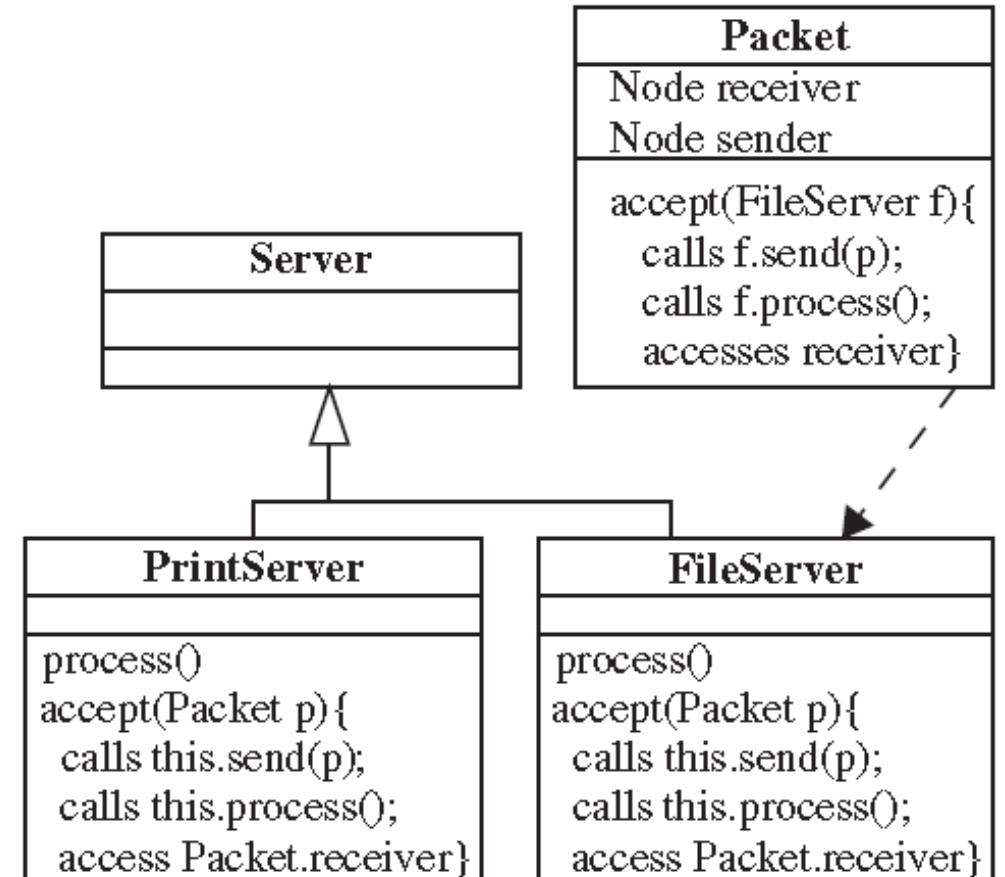 Packet
Node receiver
Node sender
accept(FileServer f){
calls f.send(p);
calls f.process();
accesses receiver}
Server
PrintServer
process()
accept(Packet p){
calls this.send(p);
calls this.process();
access Packet.receiver}
FileServer
process()
accept(Packet p){
calls this.send(p);
calls this.process();
access Packet.receiver}